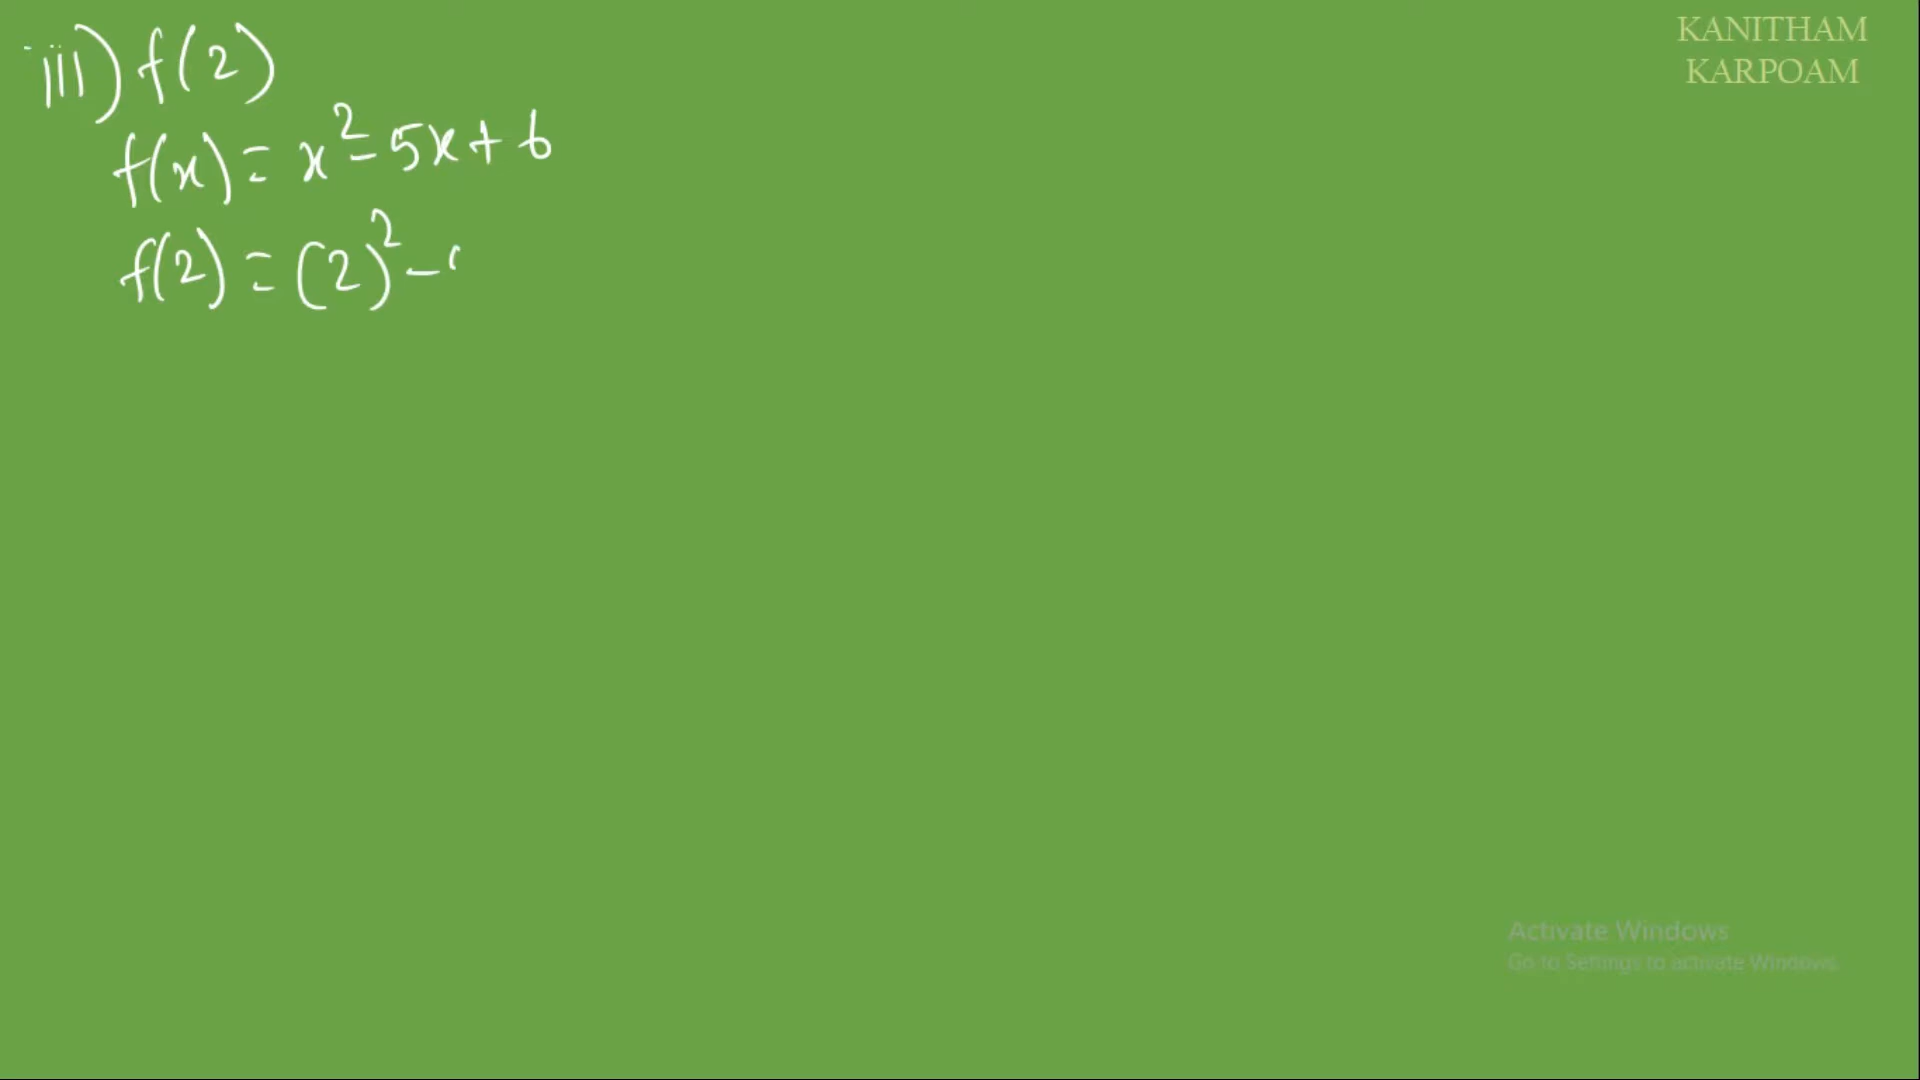 iii) f(2)
KANITHAM
KARPOAM
f(x) = x² - 5x + 6
f(2) = (2)² -
Activate Windows
Go to Settings to activate Windows.